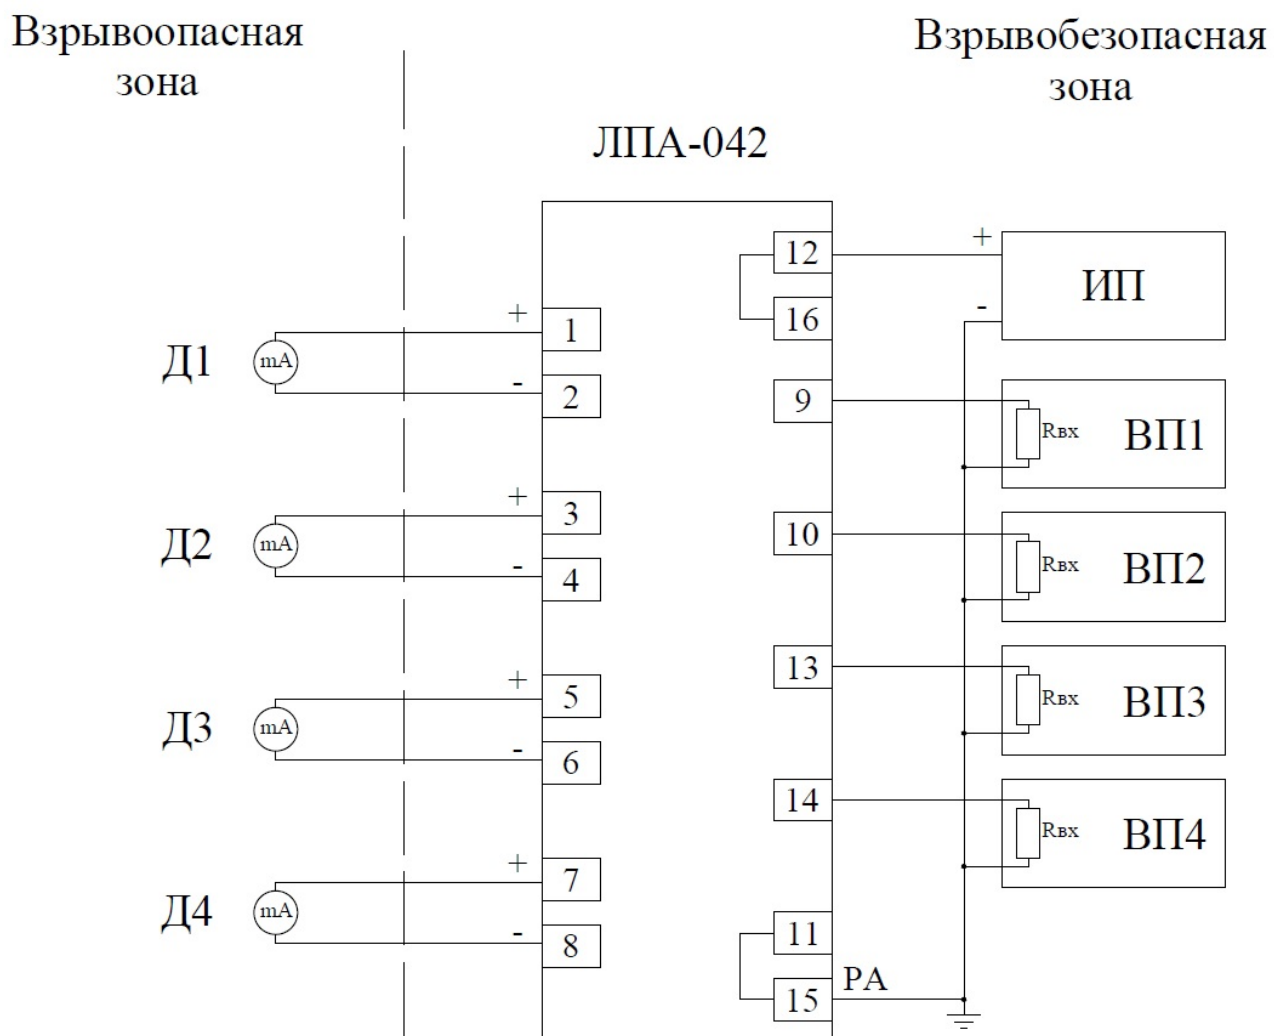 Взрывоопасная
зона
Взрывобезопасная
зона
ЛПА-042
12
+
ИП
16
-
Д1
mA
+
1
-
2
9
Rвх
ВП1
Д2
mA
+
3
-
4
10
Rвх
ВП2
Д3
mA
+
5
-
6
13
Rвх
ВП3
14
Rвх
ВП4
Д4
mA
+
7
-
8
11
15
PA